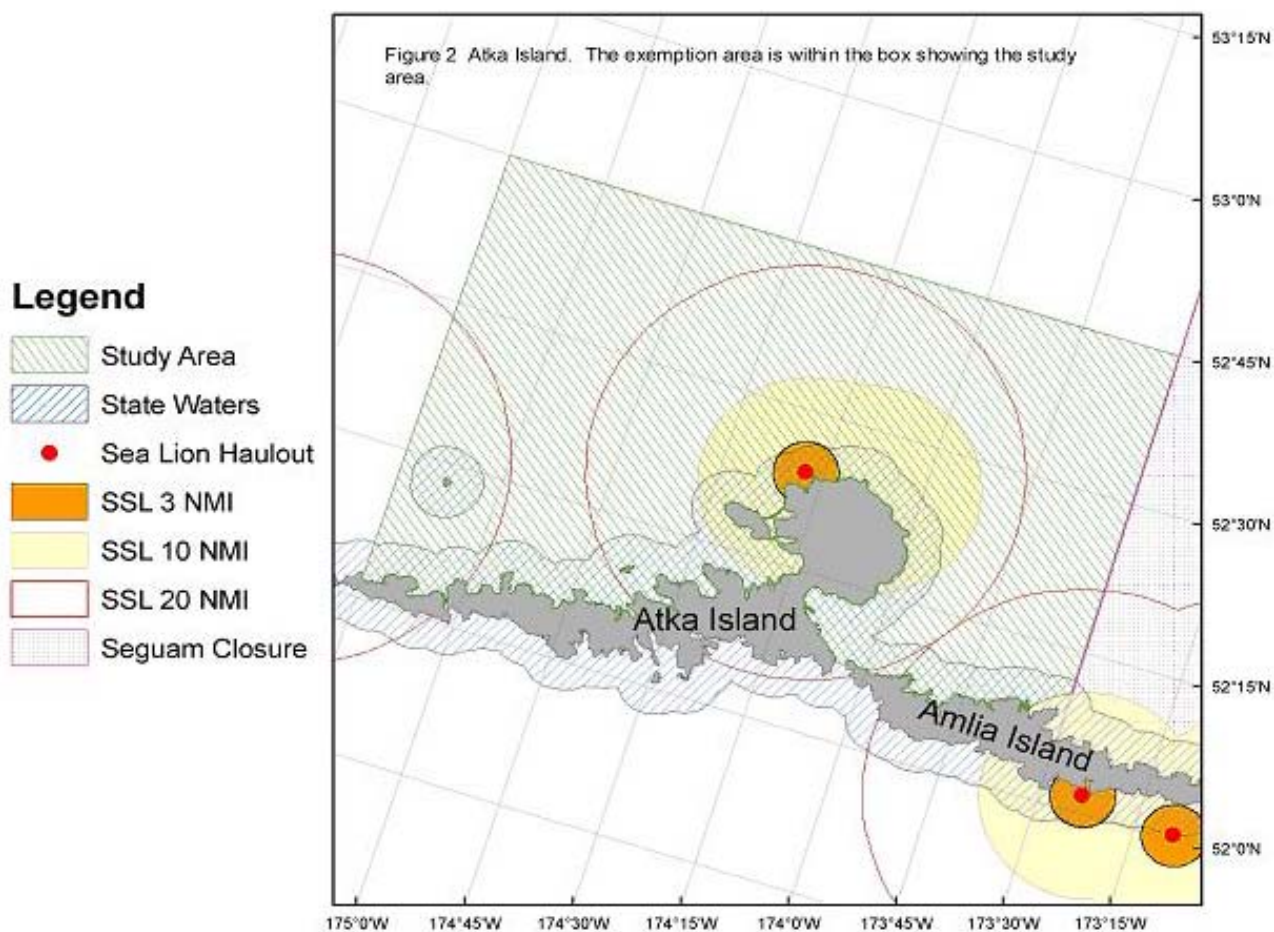 Figure 2 Atka Island. The exemption area is within the box showing the study
area.
53°15'N
53°0'N
52°45'N
52°30'N
52°15'N
52°0'N
Legend
Study Area
State Waters
Sea Lion Haulout
SSL 3 NMI
SSL 10 NMI
SSL 20 NMI
Seguam Closure
Atka Island
Amlia Island
175°0'W
174°45'W
174°30'W
174°15'W
174°0'W
173°45'W
173°30'W
173°15'W